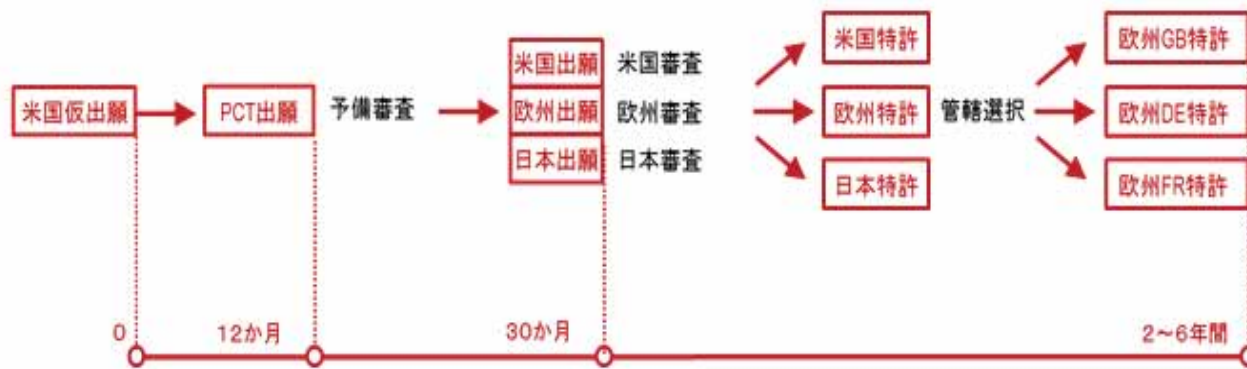 米国仮出願
PCT出願
予備審査
米国出願
欧州出願
日本出願
米国審査
欧州審査
日本審査
米国特許
欧州特許
日本特許
管轄選択
欧州GB特許
欧州DE特許
欧州FR特許
0
12か月
30か月
2～6年間